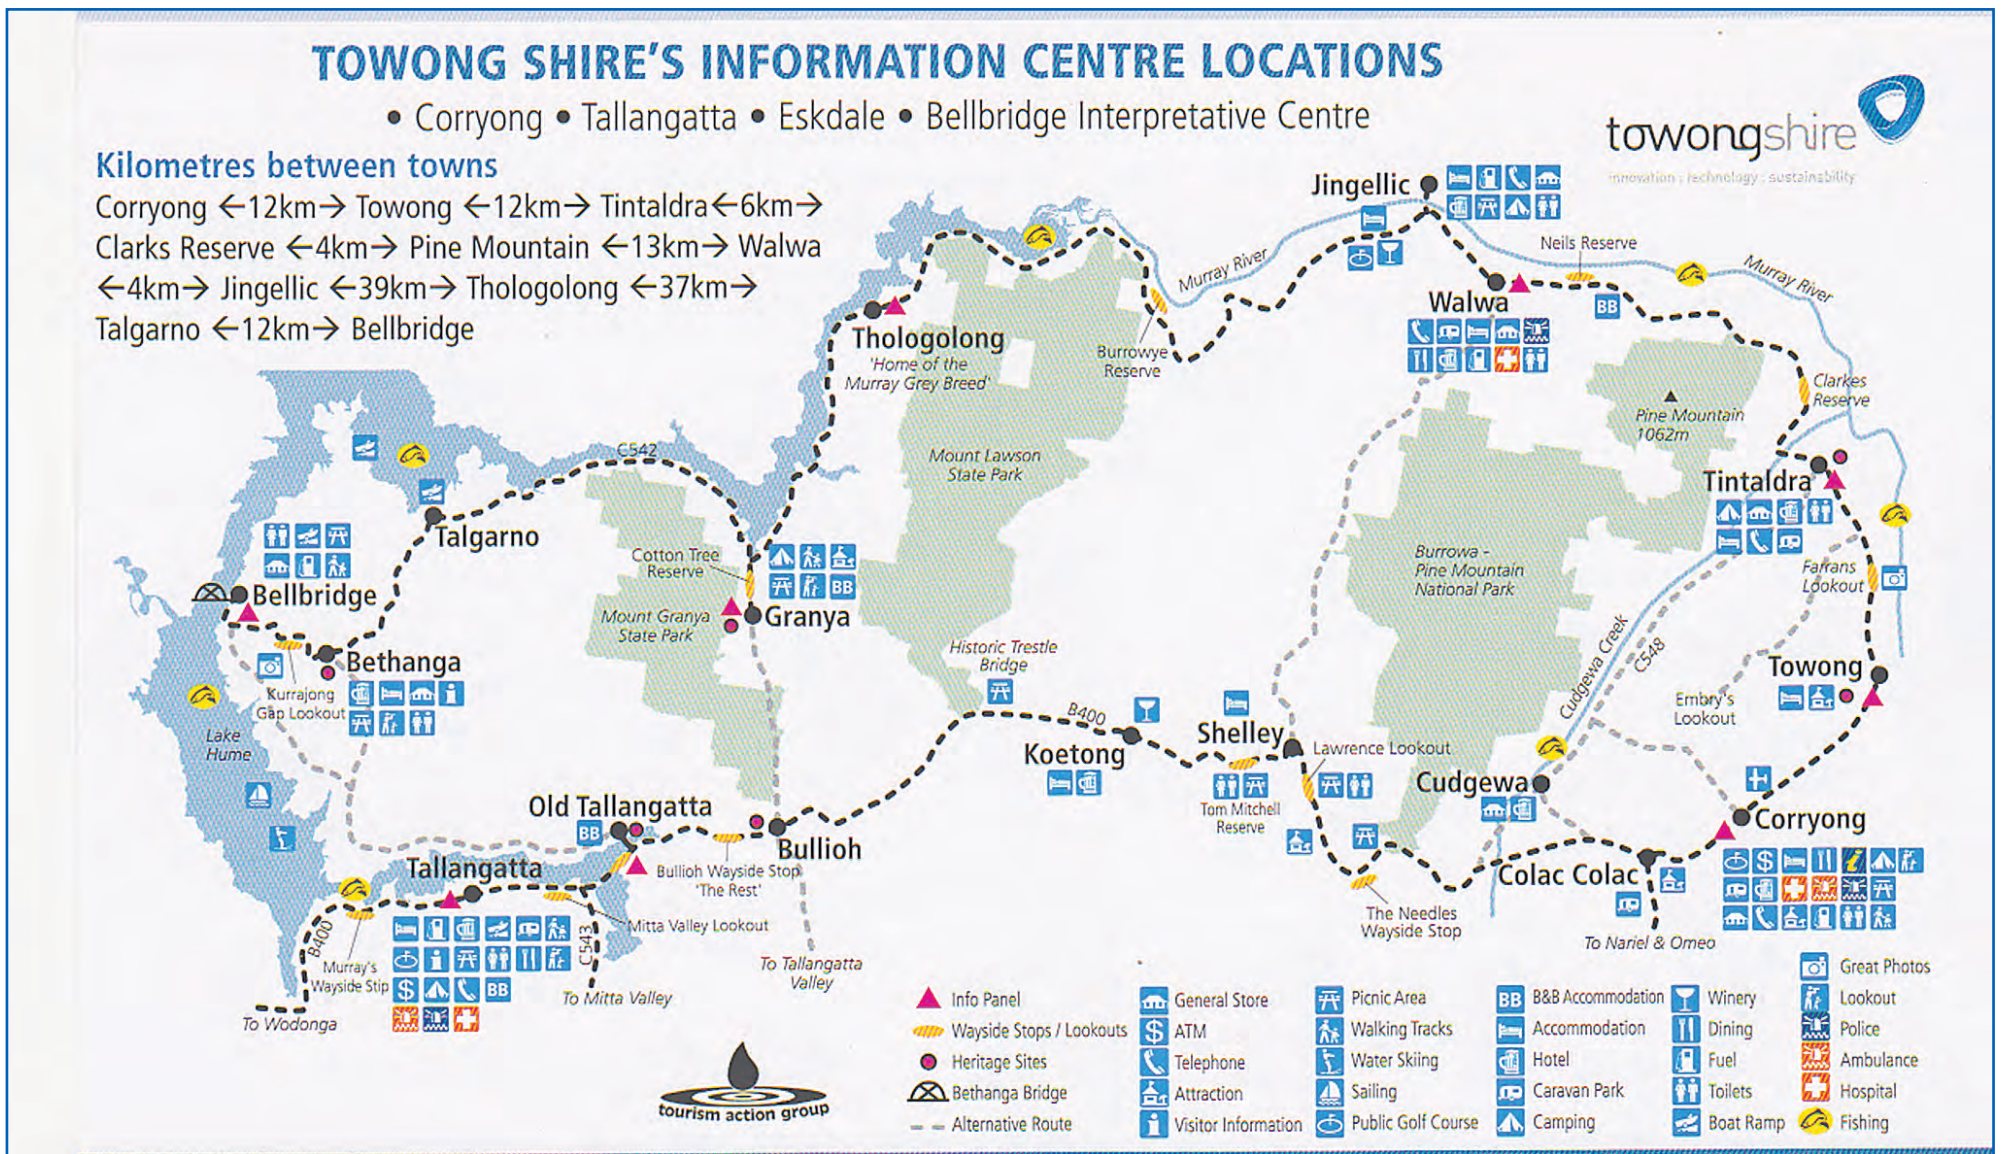 TOWONG SHIRE'S INFORMATION CENTRE LOCATIONS
• Corryong • Tallangatta • Eskdale • Bellbridge Interpretative Centre
towongshire
innovation : technology : sustainability
Kilometres between towns
Corryong ←12km→ Towong ←12km→ Tintaldra←6km→
Clarks Reserve ←4km→ Pine Mountain ←13km→ Walwa
←4km→ Jingellic ←39km→ Thologolong ←37km→
Talgarno ←12km→ Bellbridge
Jingellic
Neils Reserve
Murray River
Murray River
Walwa
BB
Thologolong
'Home of the
Murray Grey Breed'
Burrowye
Reserve
Clarkes
Reserve
Pine Mountain
1062m
C542
Mount Lawson
State Park
Tintaldra
Talgarno
Cotton Tree
Reserve
BB
Burrowa -
Pine Mountain
National Park
Farrans
Lookout
Bellbridge
Mount Granya
State Park
Granya
Cudgewa Creek
C548
Historic Trestle
Bridge
Bethanga
Towong
Kurrajong
Gap Lookout
Embry's
Lookout
Lake
Hume
B400
Koetong
Shelley
Lawrence Lookout
Cudgewa
Tom Mitchell
Reserve
Old Tallangatta
BB
Bullioh
Corryong
Tallangatta
Bullioh Wayside Stop
'The Rest'
Colac Colac
$
The Needles
Wayside Stop
Mitta Valley Lookout
B400
C543
To Nariel & Omeo
Murray's
Wayside Stip
$
BB
To Tallangatta
Valley
To Mitta Valley
To Wodonga
tourism action group
Info Panel
Wayside Stops / Lookouts
Heritage Sites
Bethanga Bridge
Alternative Route
General Store
$ ATM
Telephone
Attraction
Visitor Information
Picnic Area
Walking Tracks
Water Skiing
Sailing
Public Golf Course
BB B&B Accommodation
Accommodation
Hotel
Caravan Park
Camping
Winery
Dining
Fuel
Toilets
Boat Ramp
Great Photos
Lookout
Police
Ambulance
Hospital
Fishing